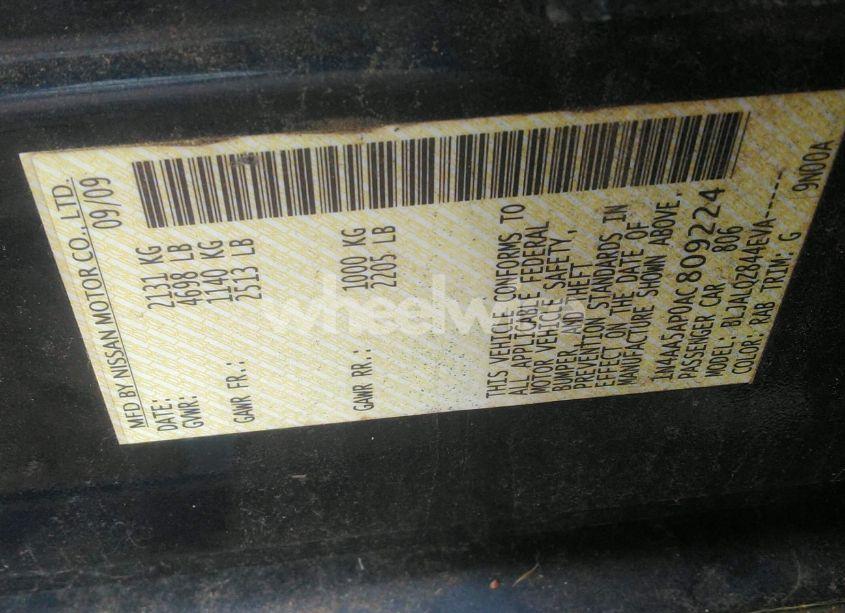 MFD BY NISSAN MOTOR CO., LTD.
DATE: 09/09
GVWR: 2131 KG
4698 LB
GAWR FR.: 1140 KG
2513 LB
GAWR RR.: 1000 KG
2205 LB
THIS VEHICLE CONFORMS TO
ALL APPLICABLE FEDERAL
MOTOR VEHICLE SAFETY,
BUMPER, AND THEFT
PREVENTION STANDARDS IN
EFFECT ON THE DATE OF
MANUFACTURE SHOWN ABOVE.
1N4AA5AP0AC809224
PASSENGER CAR 806
MODEL: BLJALQ2844EVA-----
COLOR: RAB TRIM; G 9N00A